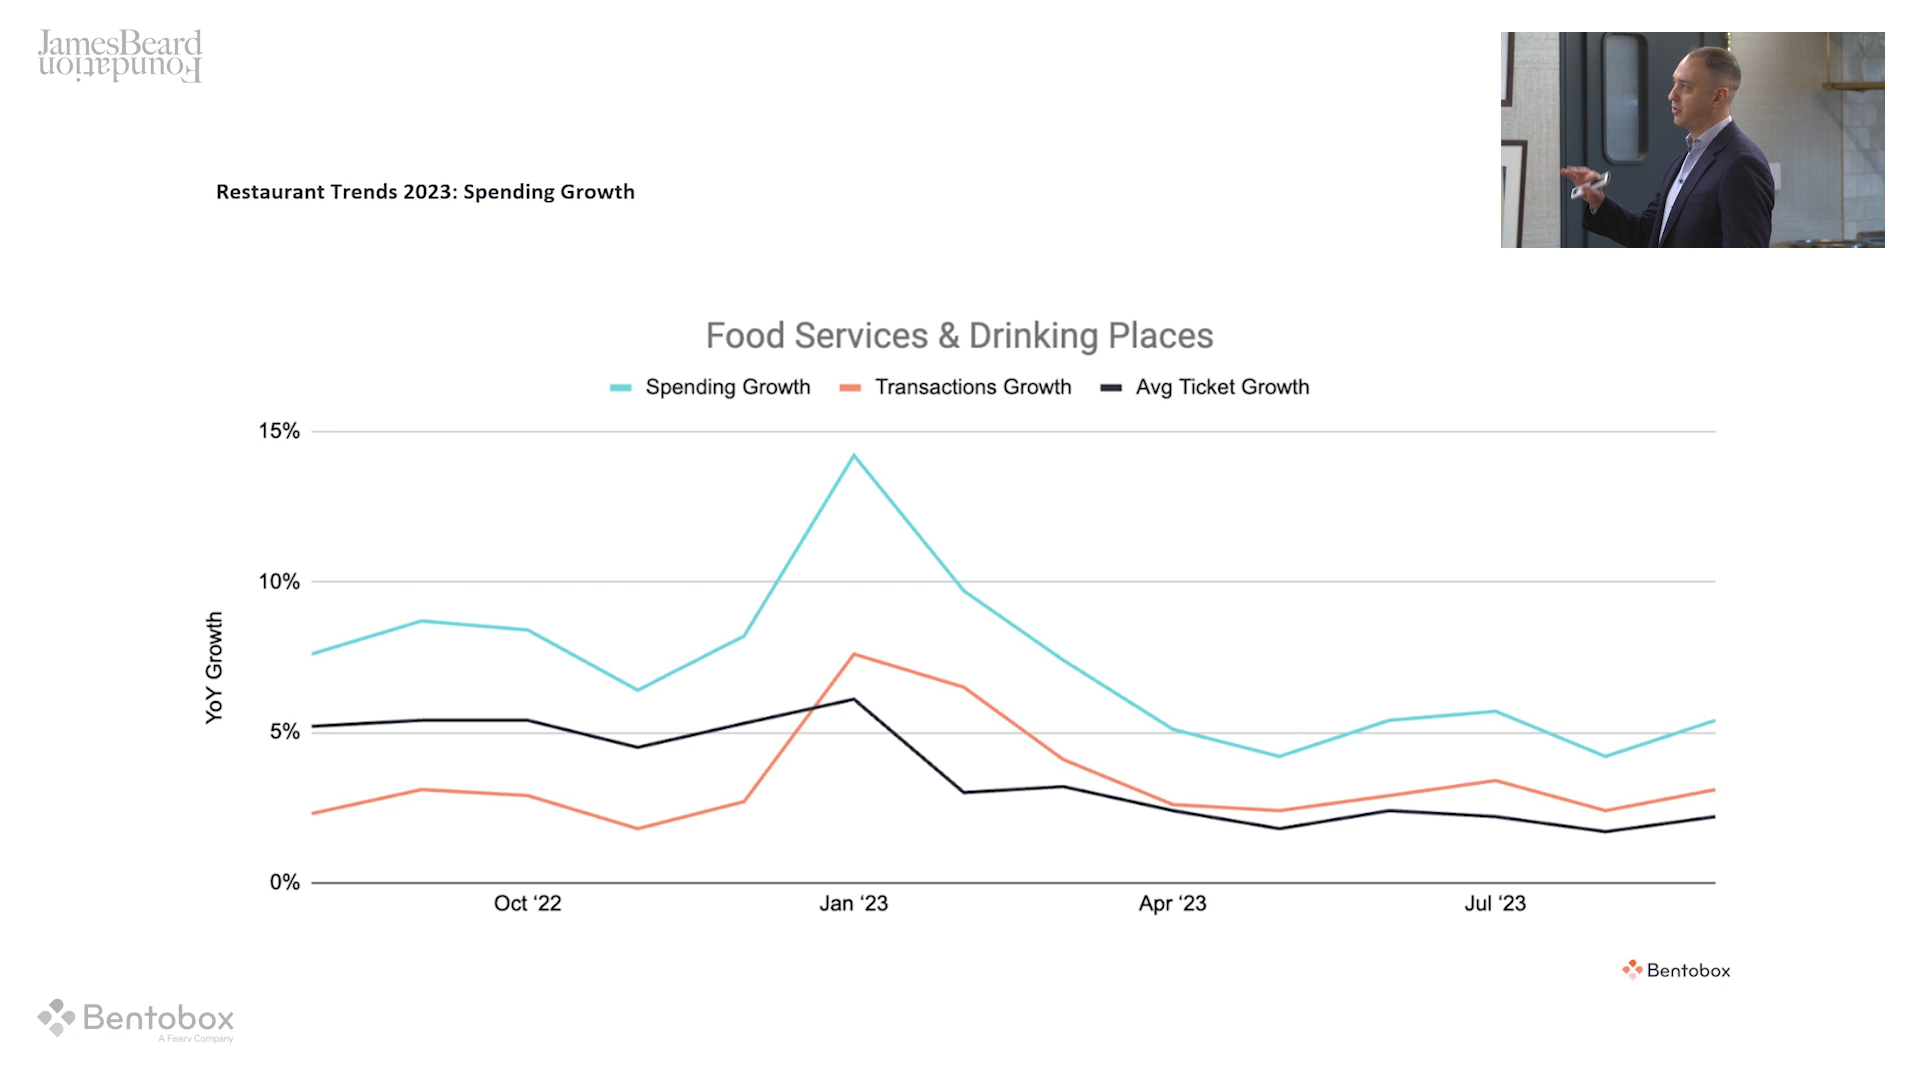 JamesBeard
Foundation
Restaurant Trends 2023: Spending Growth
Food Services & Drinking Places
Spending Growth
Transactions Growth
Avg Ticket Growth
15%
10%
5%
0%
YoY Growth
Oct ‘22
Jan ‘23
Apr ‘23
Jul ‘23
Bentobox
Bentobox
A Fiserv Company